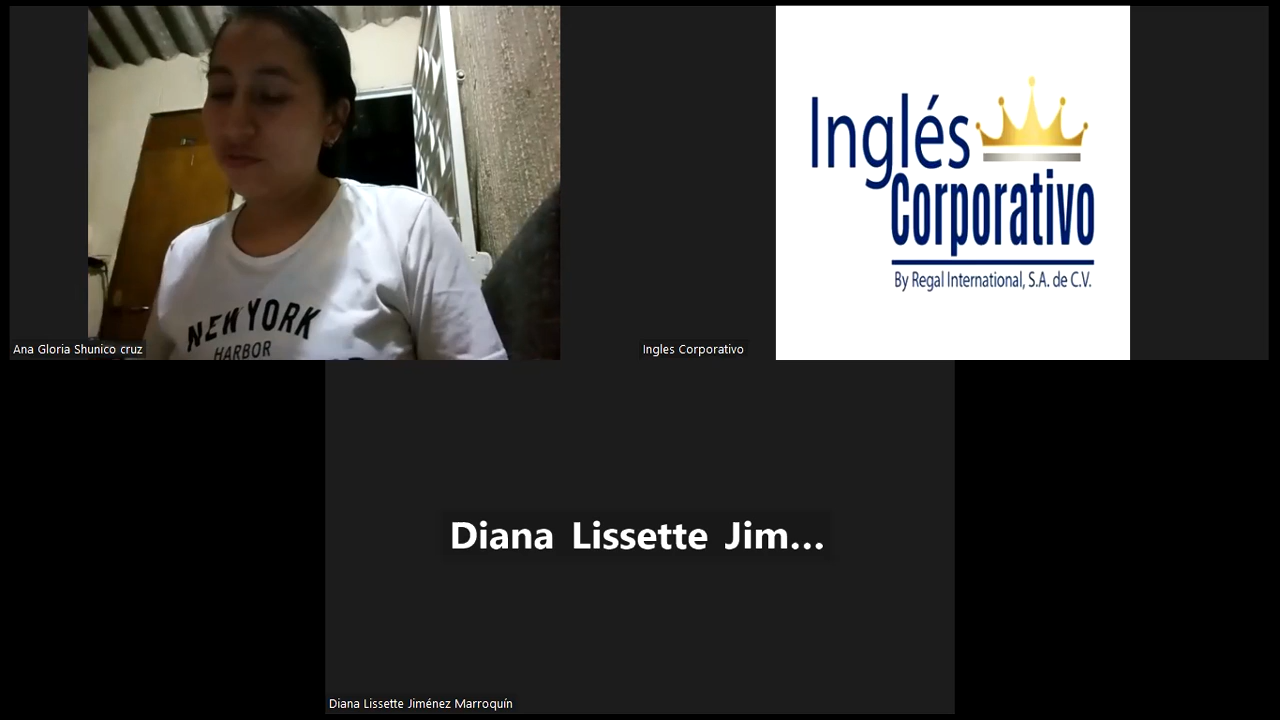 NEW YORK
HARBOR
Ana Gloria Shunico cruz
Inglés
Corporativo
By Regal International, S.A. de C.V.
Ingles Corporativo
Diana Lissette Jim...
Diana Lissette Jiménez Marroquín